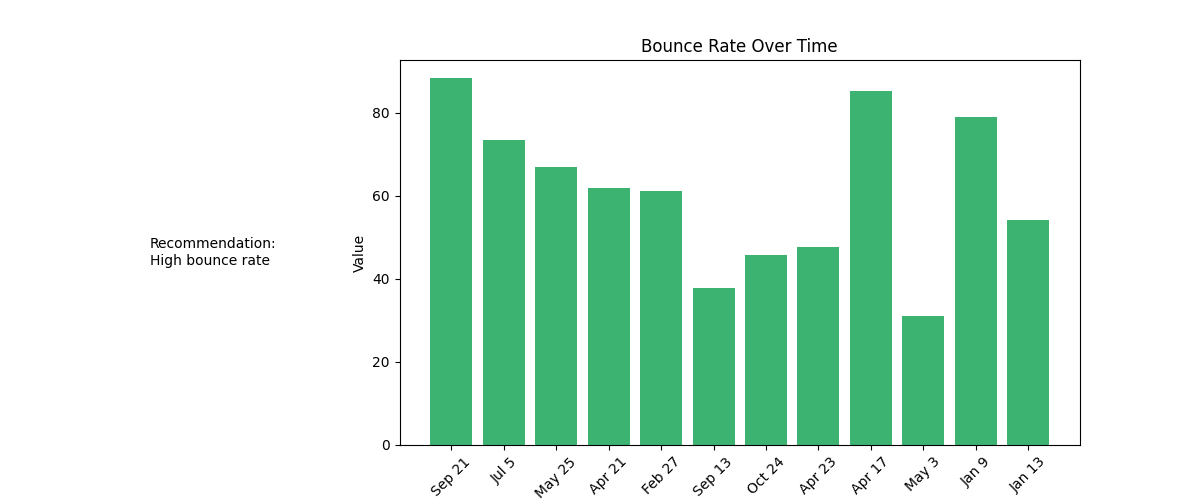 Bounce Rate Over Time
Recommendation:
High bounce rate
Value
80
60
40
20
0
Sep 21
Jul 5
May 25
Apr 21
Feb 27
Sep 13
Oct 24
Apr 23
Apr 17
May 3
Jan 9
Jan 13